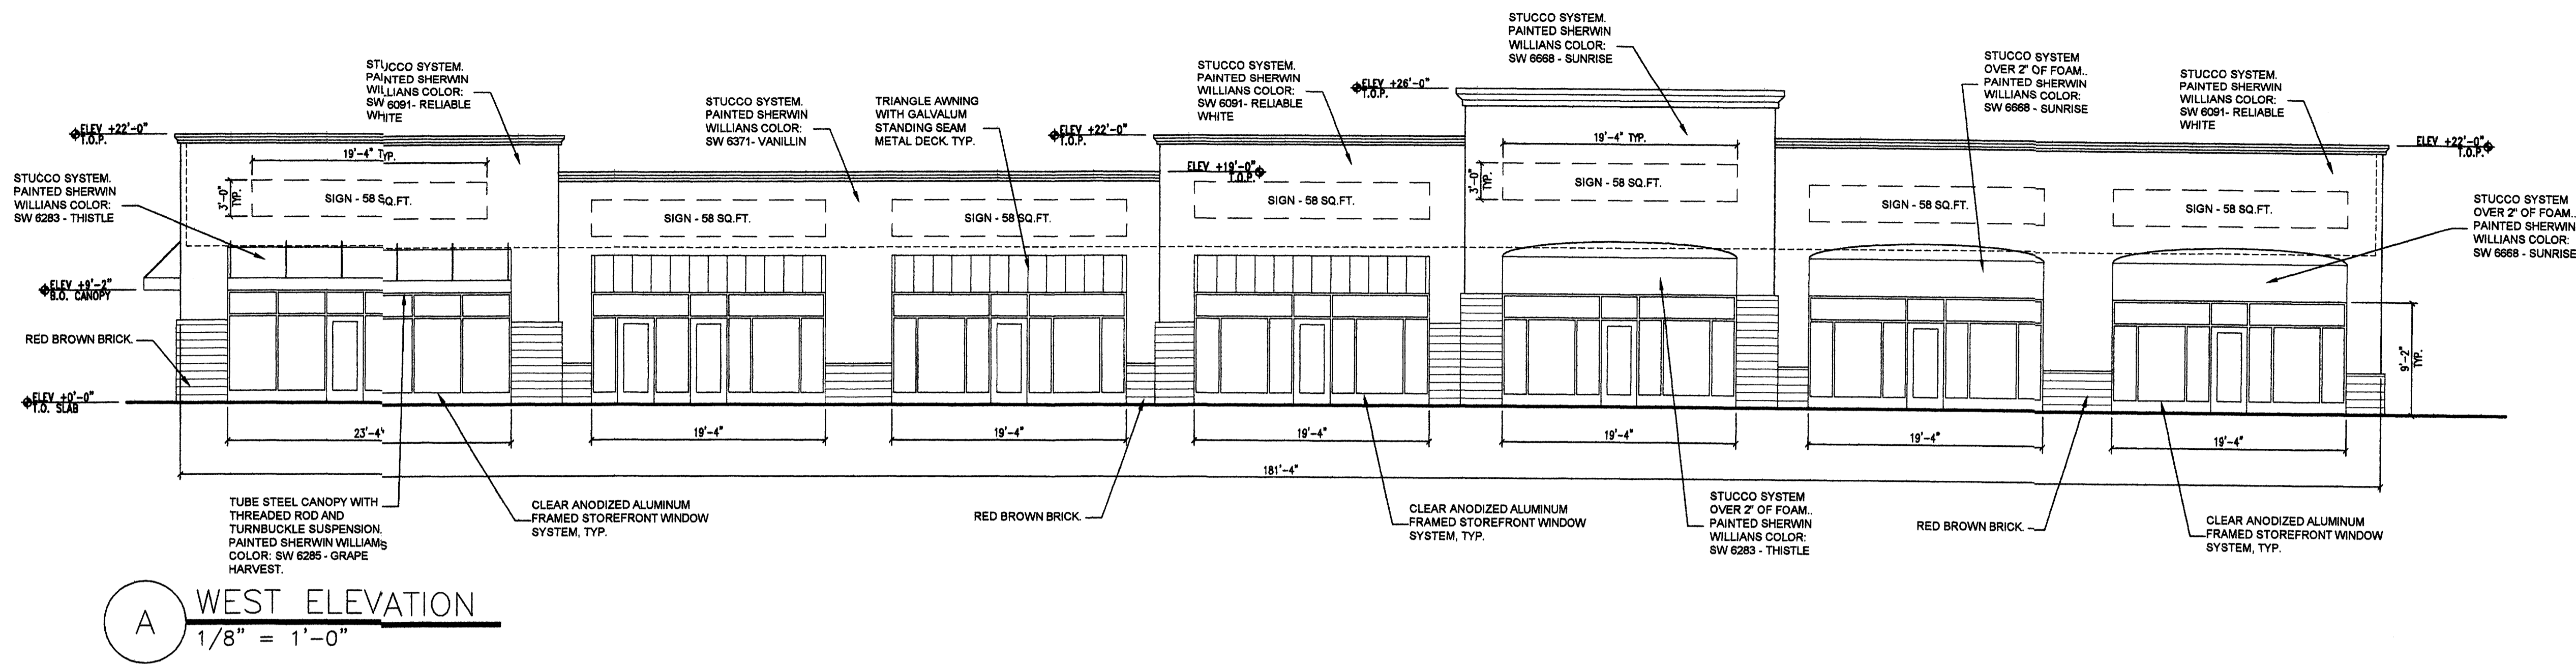 STUCCO SYSTEM.
PAINTED SHERWIN
WILLIANS COLOR:
SW 6668 - SUNRISE
STUCCO SYSTEM.
PAINTED SHERWIN
WILLIANS COLOR:
SW 6091- RELIABLE
WHITE
STUCCO SYSTEM.
PAINTED SHERWIN
WILLIANS COLOR:
SW 6371- VANILLIN
TRIANGLE AWNING
WITH GALVALUM
STANDING SEAM
METAL DECK. TYP.
STUCCO SYSTEM.
PAINTED SHERWIN
WILLIANS COLOR:
SW 6091- RELIABLE
WHITE
STUCCO SYSTEM
OVER 2" OF FOAM..
PAINTED SHERWIN
WILLIANS COLOR:
SW 6668 - SUNRISE
STUCCO SYSTEM.
PAINTED SHERWIN
WILLIANS COLOR:
SW 6091- RELIABLE
WHITE
ELEV +26'-0"
T.O.P.
ELEV +22'-0"
T.O.P.
ELEV +22'-0"
T.O.P.
ELEV +22'-0"
T.O.P.
ELEV +19'-0"
T.O.P.
19'-4" TYP.
19'-4" TYP.
3'-0"
TYP.
3'-0"
TYP.
STUCCO SYSTEM.
PAINTED SHERWIN
WILLIANS COLOR:
SW 6283 - THISTLE
SIGN - 58 SQ.FT.
SIGN - 58 SQ.FT.
SIGN - 58 SQ.FT.
SIGN - 58 SQ.FT.
SIGN - 58 SQ.FT.
SIGN - 58 SQ.FT.
SIGN - 58 SQ.FT.
STUCCO SYSTEM
OVER 2" OF FOAM..
PAINTED SHERWIN
WILLIANS COLOR:
SW 6668 - SUNRISE
ELEV +9'-2"
B.O. CANOPY
RED BROWN BRICK.
9'-2"
TYP.
ELEV +0'-0"
T.O. SLAB
23'-4"
19'-4"
19'-4"
19'-4"
19'-4"
19'-4"
19'-4"
181'-4"
TUBE STEEL CANOPY WITH
THREADED ROD AND
TURNBUCKLE SUSPENSION.
PAINTED SHERWIN WILLIAMS
COLOR: SW 6285 - GRAPE
HARVEST.
CLEAR ANODIZED ALUMINUM
FRAMED STOREFRONT WINDOW
SYSTEM, TYP.
RED BROWN BRICK.
CLEAR ANODIZED ALUMINUM
FRAMED STOREFRONT WINDOW
SYSTEM, TYP.
STUCCO SYSTEM
OVER 2" OF FOAM..
PAINTED SHERWIN
WILLIANS COLOR:
SW 6283 - THISTLE
RED BROWN BRICK.
CLEAR ANODIZED ALUMINUM
FRAMED STOREFRONT WINDOW
SYSTEM, TYP.
A
WEST ELEVATION
1/8" = 1'-0"